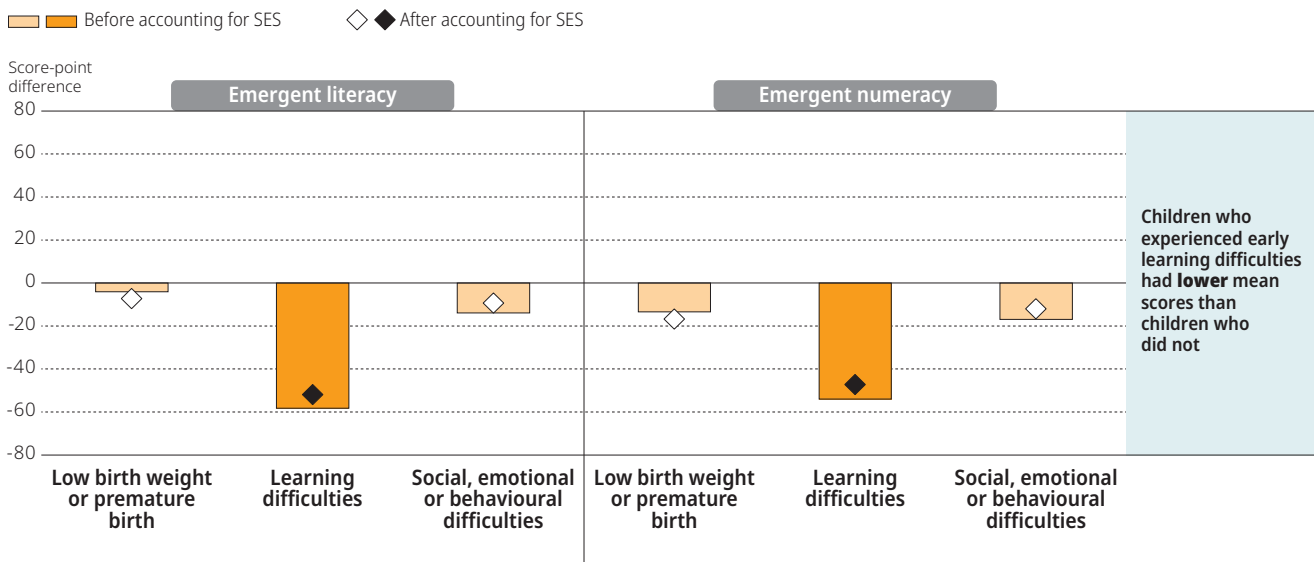 Before accounting for SES
After accounting for SES
Score-point
difference
Emergent literacy
Emergent numeracy
80
60
40
20
0
-20
-40
-60
-80
Children who
experienced early
learning difficulties
had lower mean
scores than
children who
did not
Low birth weight
or premature
birth
Learning
difficulties
Social, emotional
or behavioural
difficulties
Low birth weight
or premature
birth
Learning
difficulties
Social, emotional
or behavioural
difficulties